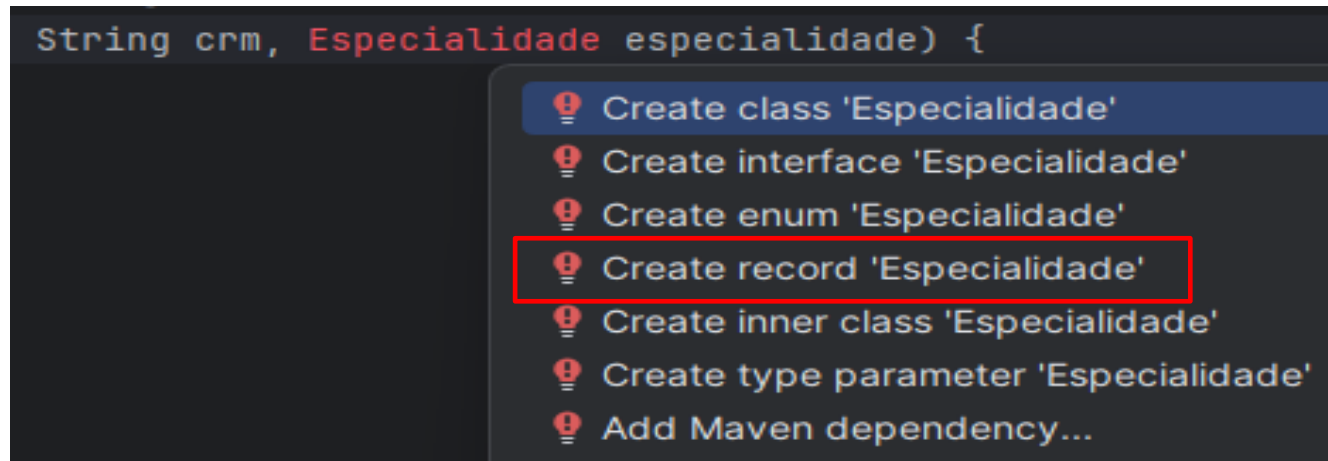 String crm, Especialidade especialidade) {
Create class 'Especialidade'
Create interface 'Especialidade'
Create enum 'Especialidade'
Create record 'Especialidade'
Create inner class 'Especialidade'
Create type parameter 'Especialidade'
Add Maven dependency...